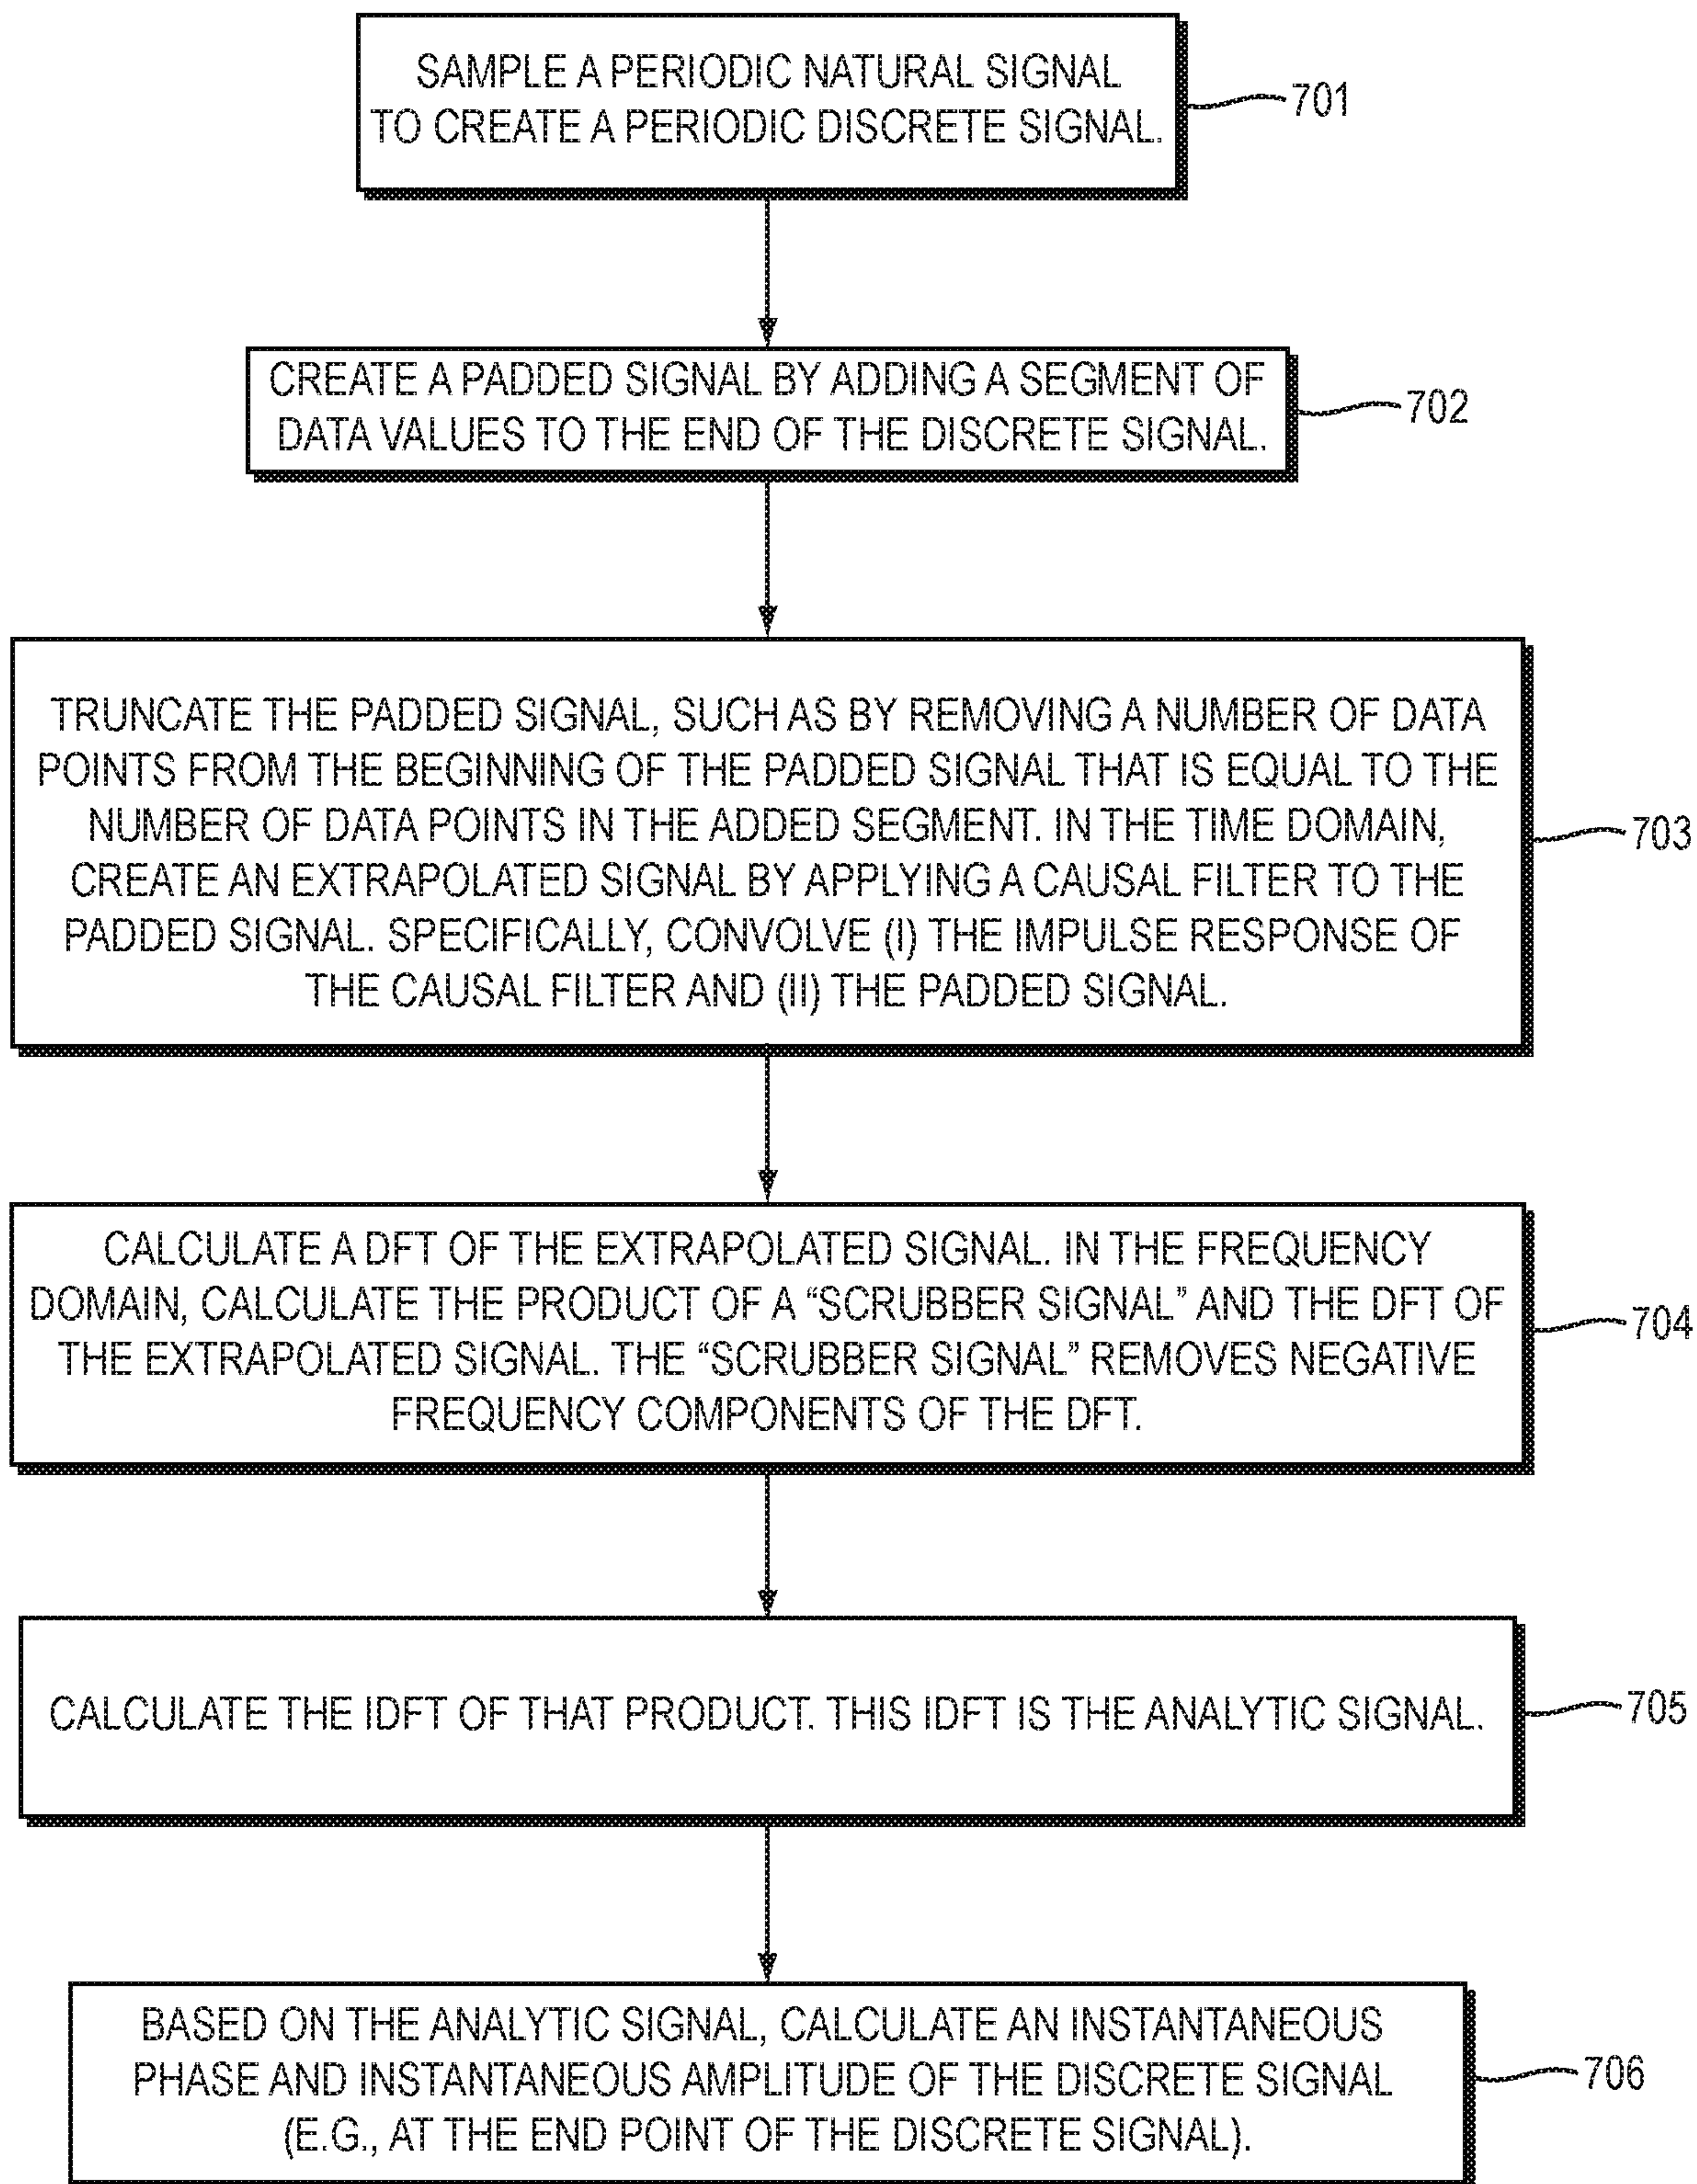 SAMPLE A PERIODIC NATURAL SIGNAL
TO CREATE A PERIODIC DISCRETE SIGNAL.
701
CREATE A PADDED SIGNAL BY ADDING A SEGMENT OF
DATA VALUES TO THE END OF THE DISCRETE SIGNAL.
702
TRUNCATE THE PADDED SIGNAL, SUCH AS BY REMOVING A NUMBER OF DATA
POINTS FROM THE BEGINNING OF THE PADDED SIGNAL THAT IS EQUAL TO THE
NUMBER OF DATA POINTS IN THE ADDED SEGMENT. IN THE TIME DOMAIN,
CREATE AN EXTRAPOLATED SIGNAL BY APPLYING A CAUSAL FILTER TO THE
PADDED SIGNAL. SPECIFICALLY, CONVOLVE (I) THE IMPULSE RESPONSE OF
THE CAUSAL FILTER AND (II) THE PADDED SIGNAL.
703
CALCULATE A DFT OF THE EXTRAPOLATED SIGNAL. IN THE FREQUENCY
DOMAIN, CALCULATE THE PRODUCT OF A “SCRUBBER SIGNAL” AND THE DFT OF
THE EXTRAPOLATED SIGNAL. THE “SCRUBBER SIGNAL” REMOVES NEGATIVE
FREQUENCY COMPONENTS OF THE DFT.
704
CALCULATE THE IDFT OF THAT PRODUCT. THIS IDFT IS THE ANALYTIC SIGNAL.
705
BASED ON THE ANALYTIC SIGNAL, CALCULATE AN INSTANTANEOUS
PHASE AND INSTANTANEOUS AMPLITUDE OF THE DISCRETE SIGNAL
(E.G., AT THE END POINT OF THE DISCRETE SIGNAL).
706